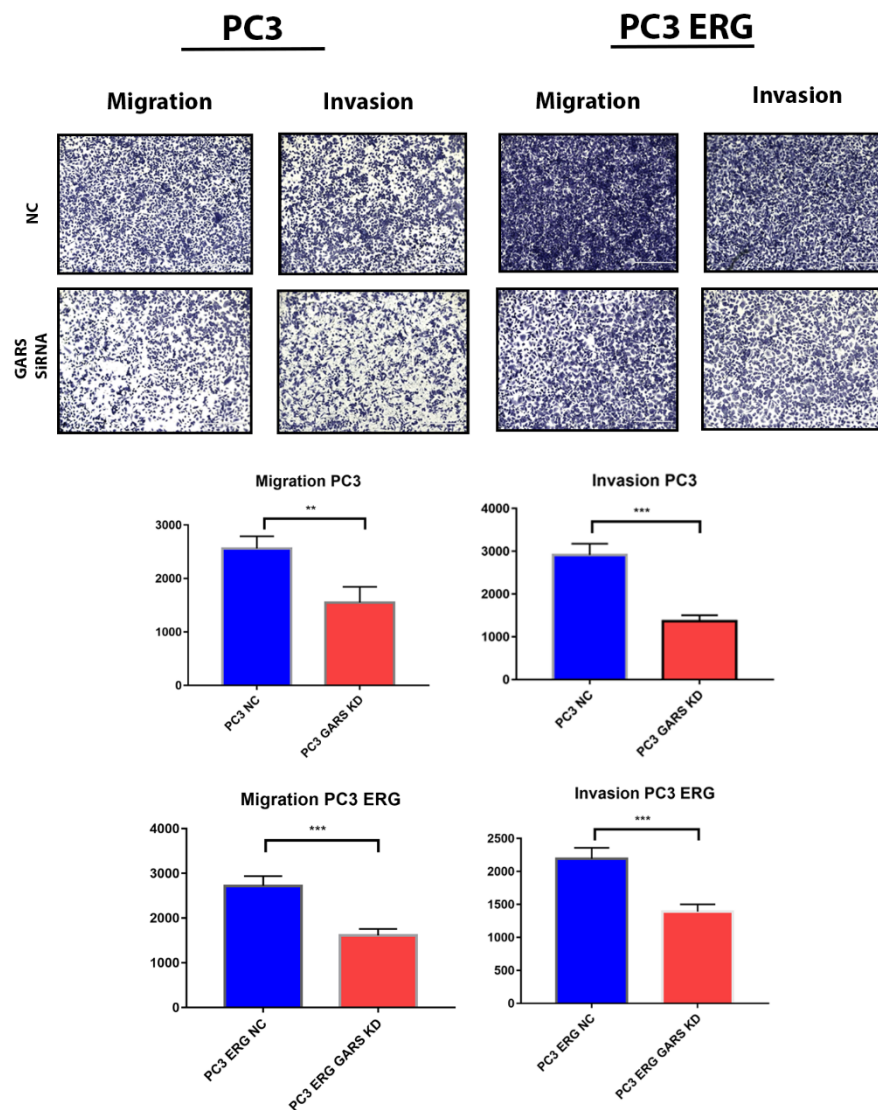 PC3
PC3 ERG
Migration
Invasion
Migration
Invasion
NC
GARS
SiRNA
Migration PC3
3000
2000
1000
0
**
PC3 NC
PC3 GARS KD
Invasion PC3
4000
3000
2000
1000
0
***
PC3 NC
PC3 GARS KD
Migration PC3 ERG
4000
3000
2000
1000
0
***
PC3 ERG NC
PC3 ERG GARS KD
Invasion PC3 ERG
2500
2000
1500
1000
500
0
***
PC3 ERG NC
PC3 ERG GARS KD